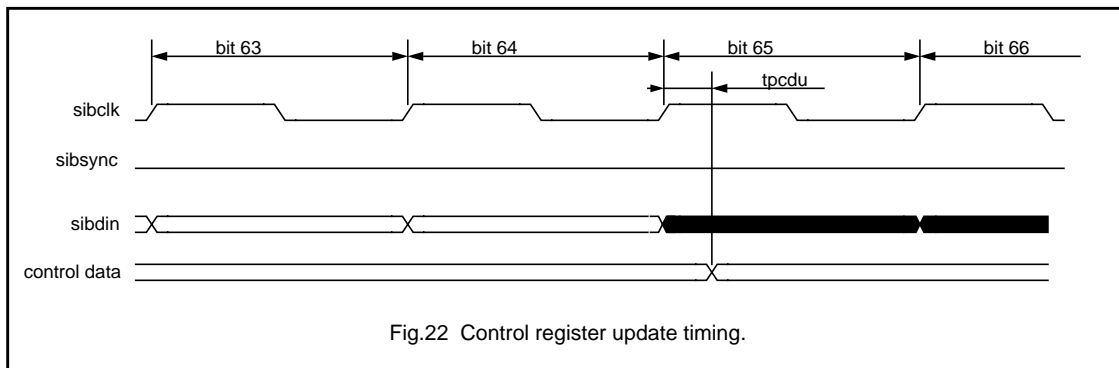 bit 63 bit 64 bit 65 bit 66
tpcdu
sibclk
sibsync
sibdin
control data
Fig.22 Control register update timing.